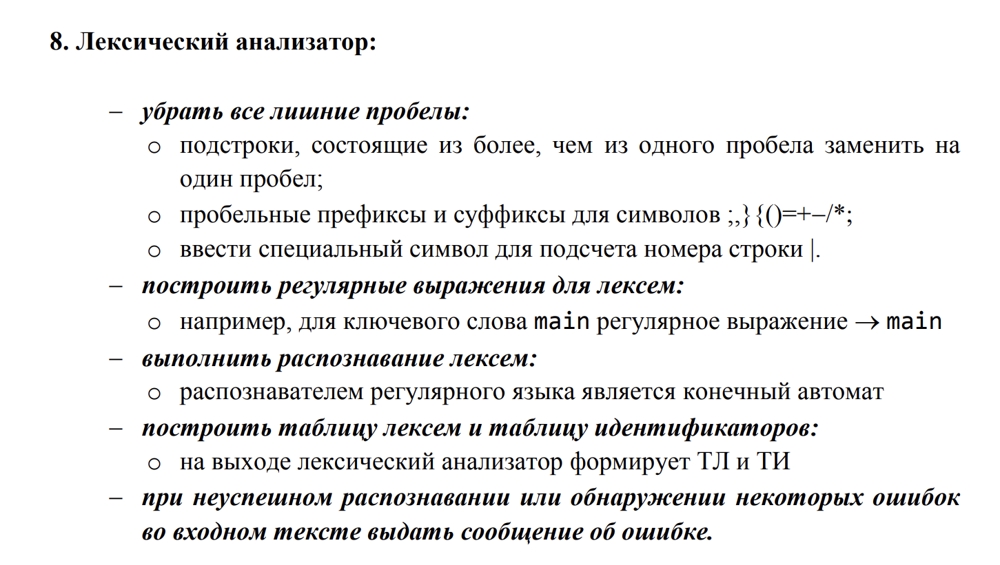 8. Лексический анализатор:
– убрать все лишние пробелы:
o подстроки, состоящие из более, чем из одного пробела заменить на
один пробел;
o пробельные префиксы и суффиксы для символов ;,}{()=+–/*;
o ввести специальный символ для подсчета номера строки |.
– построить регулярные выражения для лексем:
o например, для ключевого слова main регулярное выражение → main
– выполнить распознавание лексем:
o распознавателем регулярного языка является конечный автомат
– построить таблицу лексем и таблицу идентификаторов:
o на выходе лексический анализатор формирует ТЛ и ТИ
– при неуспешном распознавании или обнаружении некоторых ошибок
во входном тексте выдать сообщение об ошибке.